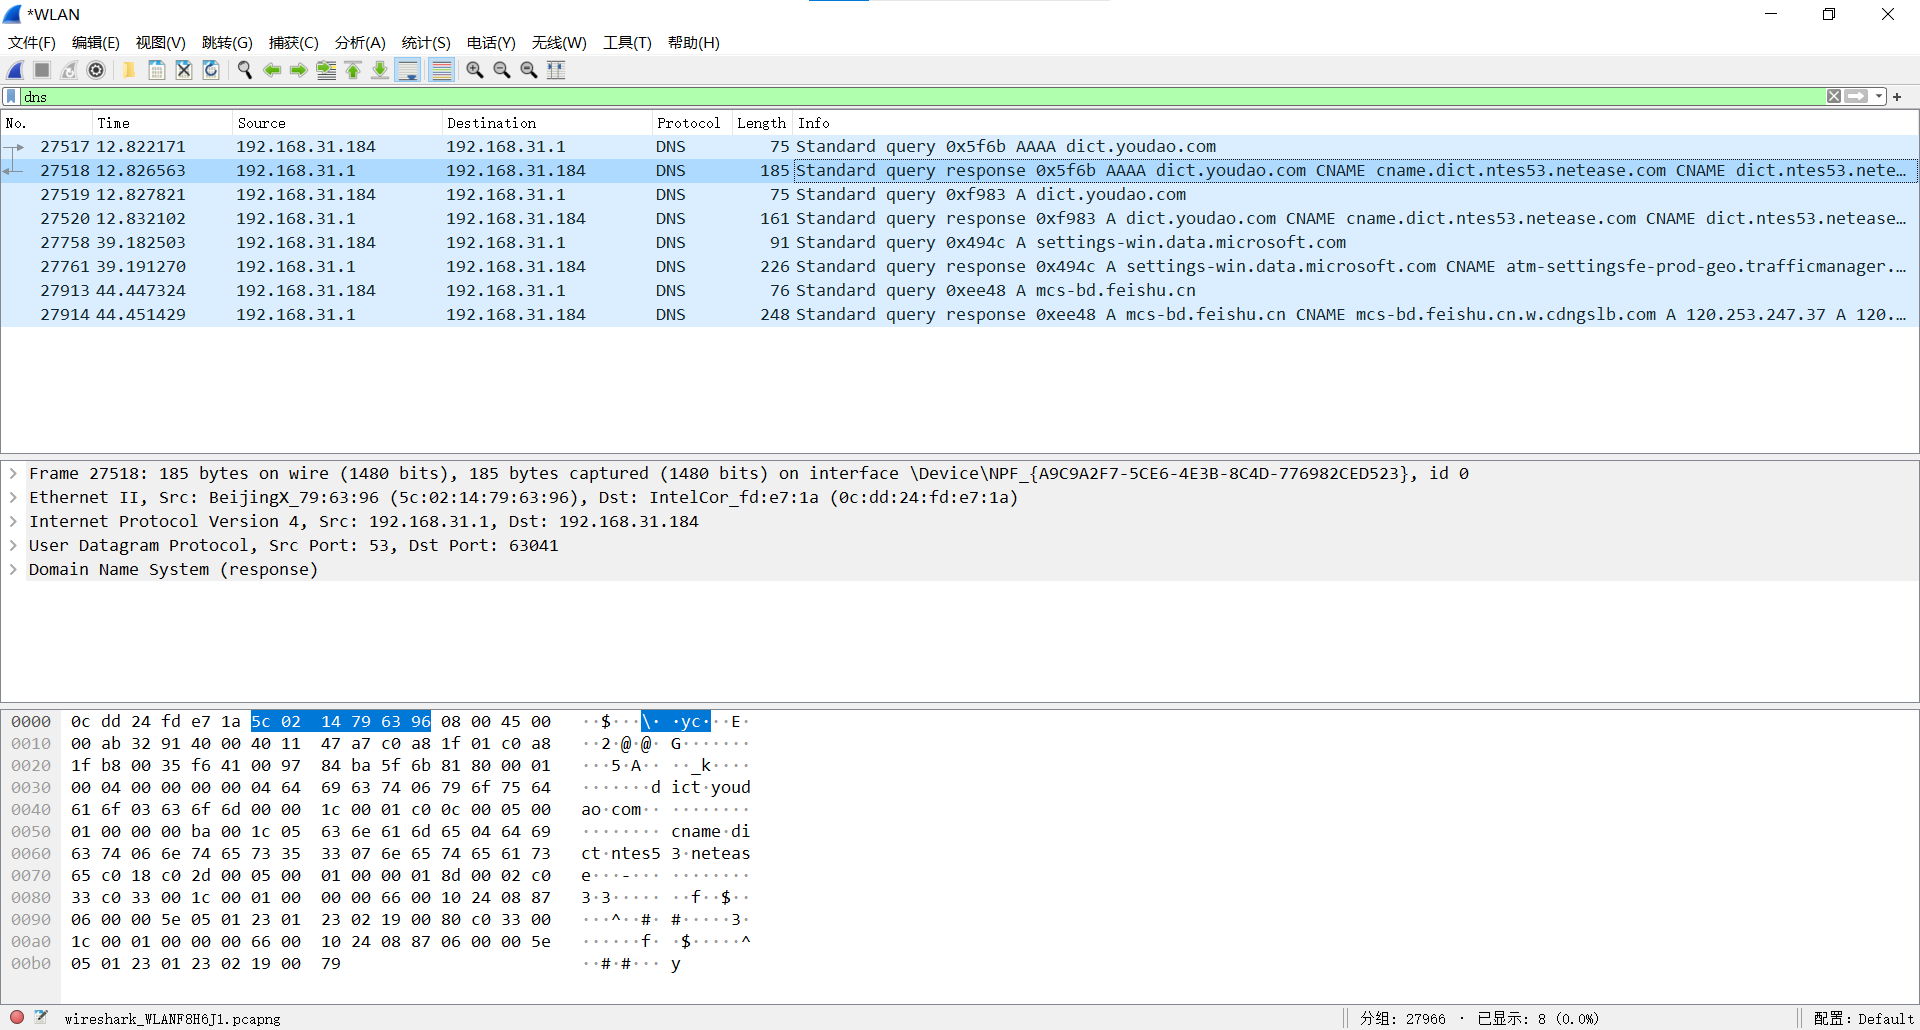 *WLAN
文件(F) 编辑(E) 视图(V) 跳转(G) 捕获(C) 分析(A) 统计(S) 电话(Y) 无线(W) 工具(T) 帮助(H)
dns
No. Time Source Destination Protocol Length Info
27517 12.822171 192.168.31.184 192.168.31.1 DNS 75 Standard query 0x5f6b AAAA dict.youdao.com
27518 12.826563 192.168.31.1 192.168.31.184 DNS 185 Standard query response 0x5f6b AAAA dict.youdao.com CNAME cname.dict.ntes53.netease.com CNAME dict.ntes53.nete…
27519 12.827821 192.168.31.184 192.168.31.1 DNS 75 Standard query 0xf983 A dict.youdao.com
27520 12.832102 192.168.31.1 192.168.31.184 DNS 161 Standard query response 0xf983 A dict.youdao.com CNAME cname.dict.ntes53.netease.com CNAME dict.ntes53.netease…
27758 39.182503 192.168.31.184 192.168.31.1 DNS 91 Standard query 0x494c A settings-win.data.microsoft.com
27761 39.191270 192.168.31.1 192.168.31.184 DNS 226 Standard query response 0x494c A settings-win.data.microsoft.com CNAME atm-settingsfe-prod-geo.trafficmanager.…
27913 44.447324 192.168.31.184 192.168.31.1 DNS 76 Standard query 0xee48 A mcs-bd.feishu.cn
27914 44.451429 192.168.31.1 192.168.31.184 DNS 248 Standard query response 0xee48 A mcs-bd.feishu.cn CNAME mcs-bd.feishu.cn.w.cdngslb.com A 120.253.247.37 A 120.…
Frame 27518: 185 bytes on wire (1480 bits), 185 bytes captured (1480 bits) on interface \Device\NPF_{A9C9A2F7-5CE6-4E3B-8C4D-776982CED523}, id 0
Ethernet II, Src: BeijingX_79:63:96 (5c:02:14:79:63:96), Dst: IntelCor_fd:e7:1a (0c:dd:24:fd:e7:1a)
Internet Protocol Version 4, Src: 192.168.31.1, Dst: 192.168.31.184
User Datagram Protocol, Src Port: 53, Dst Port: 63041
Domain Name System (response)
0000 0c dd 24 fd e7 1a 5c 02 14 79 63 96 08 00 45 00 ··$···\· ·yc···E·
0010 00 ab 32 91 40 00 40 11 47 a7 c0 a8 1f 01 c0 a8 ··2·@·@· G·······
0020 1f b8 00 35 f6 41 00 97 84 ba 5f 6b 81 80 00 01 ···5·A·· ··_k····
0030 00 04 00 00 00 00 04 64 69 63 74 06 79 6f 75 64 ·······d ict·youd
0040 61 6f 03 63 6f 6d 00 00 1c 00 01 c0 0c 00 05 00 ao·com·· ········
0050 01 00 00 00 ba 00 1c 05 63 6e 61 6d 65 04 64 69 ········ cname·di
0060 63 74 06 6e 74 65 73 35 33 07 6e 65 74 65 61 73 ct·ntes5 3·neteas
0070 65 c0 18 c0 2d 00 05 00 01 00 00 01 8d 00 02 c0 e···-··· ········
0080 33 c0 33 00 1c 00 01 00 00 00 66 00 10 24 08 87 3·3····· ··f··$··
0090 06 00 00 5e 05 01 23 01 23 02 19 00 80 c0 33 00 ···^··#· #·····3·
00a0 1c 00 01 00 00 00 66 00 10 24 08 87 06 00 00 5e ······f· ·$·····^
00b0 05 01 23 01 23 02 19 00 79 ··#·#··· y
wireshark_WLANF8H6J1.pcapng 分组: 27966 · 已显示: 8 (0.0%) 配置: Default